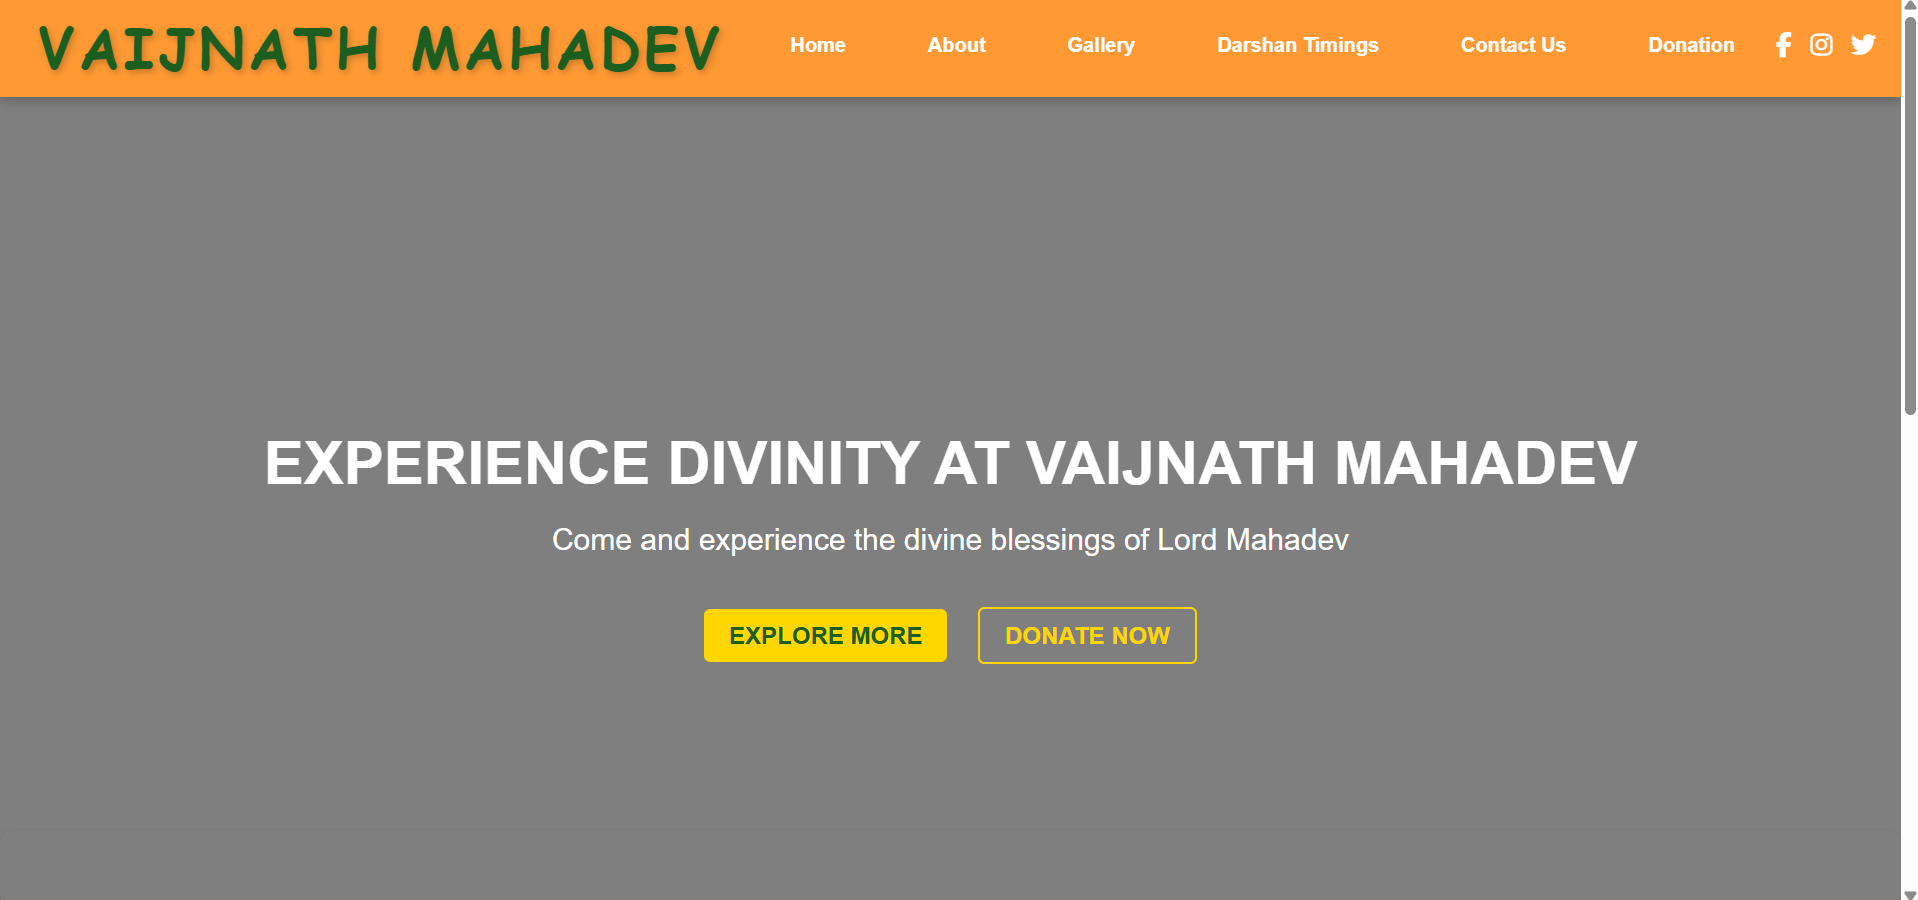 VAIJNATH MAHADEV
Home About Gallery Darshan Timings Contact Us Donation
EXPERIENCE DIVINITY AT VAIJNATH MAHADEV
Come and experience the divine blessings of Lord Mahadev
EXPLORE MORE DONATE NOW